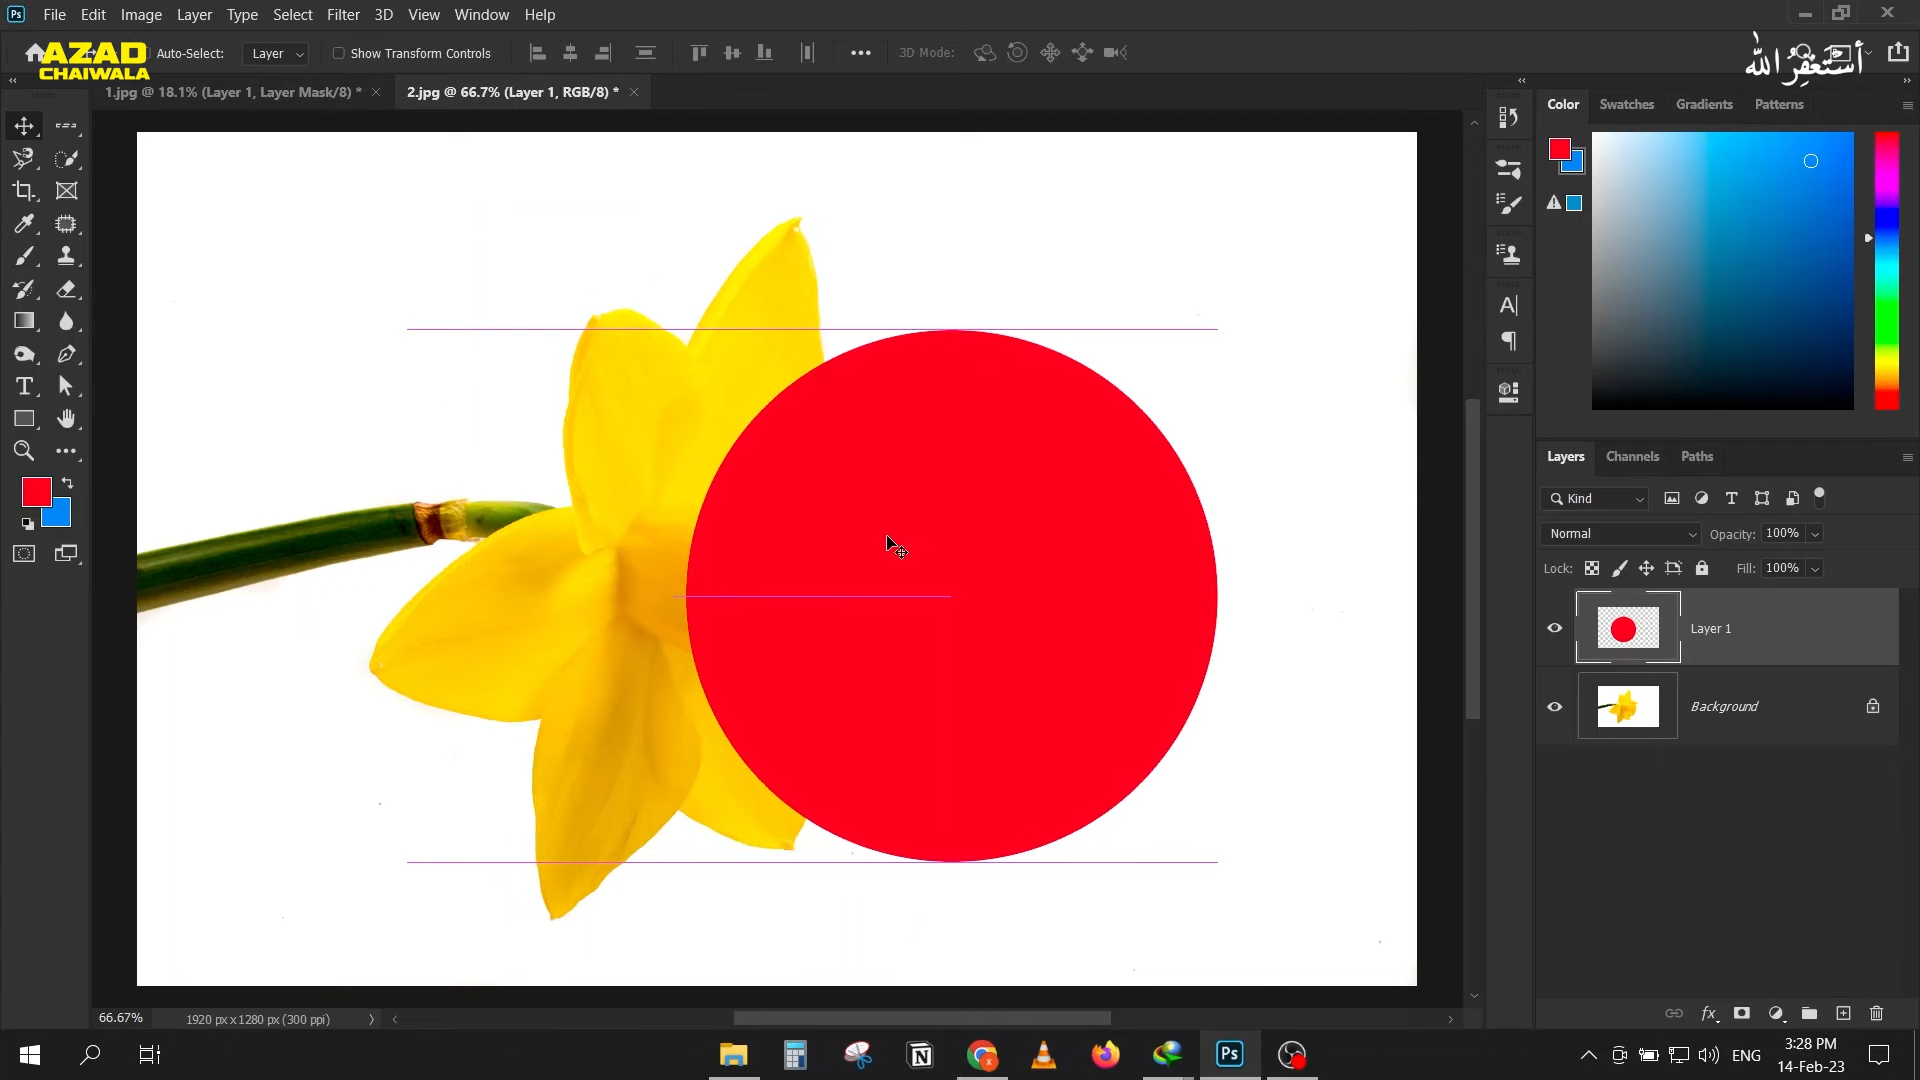 File Edit Image Layer Type Select Filter 3D View Window Help
AZAD
CHAIWALA
Auto-Select: Layer Show Transform Controls 3D Mode:
أستغفِرُ اللّٰه
1.jpg @ 18.1% (Layer 1, Layer Mask/8) * 2.jpg @ 66.7% (Layer 1, RGB/8) *
Color Swatches Gradients Patterns
Layers Channels Paths
Kind
Normal Opacity: 100%
Lock: Fill: 100%
Layer 1
Background
66.67% 1920 px x 1280 px (300 ppi)
ENG
3:28 PM
14-Feb-23